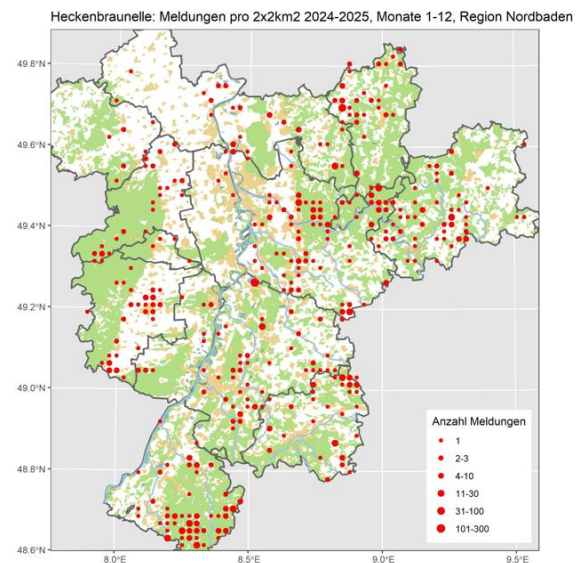 Heckenbraunelle: Meldungen pro 2x2km2 2024-2025, Monate 1-12, Region Nordbaden
49.8°N
49.6°N
49.4°N
49.2°N
49.0°N
48.8°N
48.6°N
8.0°E
8.5°E
9.0°E
9.5°E
Anzahl Meldungen
1
2-3
4-10
11-30
31-100
101-300